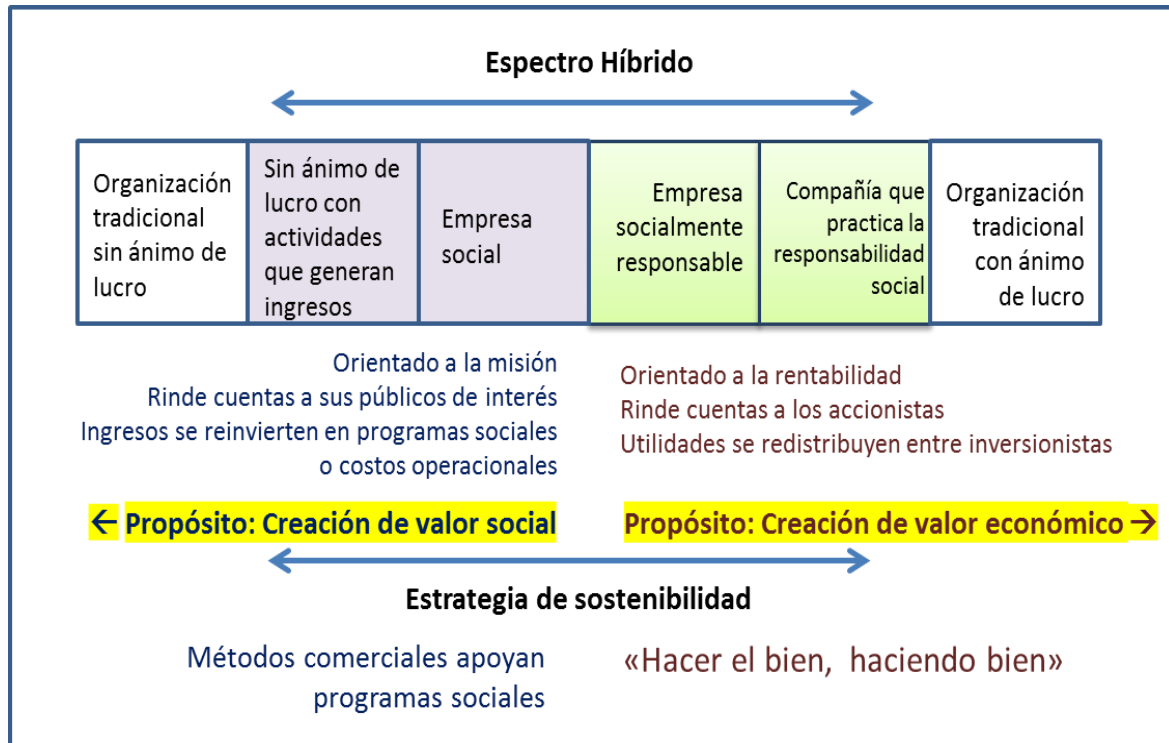 Espectro Híbrido
Organización
tradicional
sin ánimo de
lucro
Sin ánimo de
lucro con
actividades
que generan
ingresos
Empresa
social
Empresa
socialmente
responsable
Compañía que
practica la
responsabilidad
social
Organización
tradicional
con ánimo
de lucro
Orientado a la misión
Rinde cuentas a sus públicos de interés
Ingresos se reinvierten en programas sociales
o costos operacionales
Orientado a la rentabilidad
Rinde cuentas a los accionistas
Utilidades se redistribuyen entre inversionistas
← Propósito: Creación de valor social
Propósito: Creación de valor económico →
Estrategia de sostenibilidad
Métodos comerciales apoyan
programas sociales
«Hacer el bien, haciendo bien»